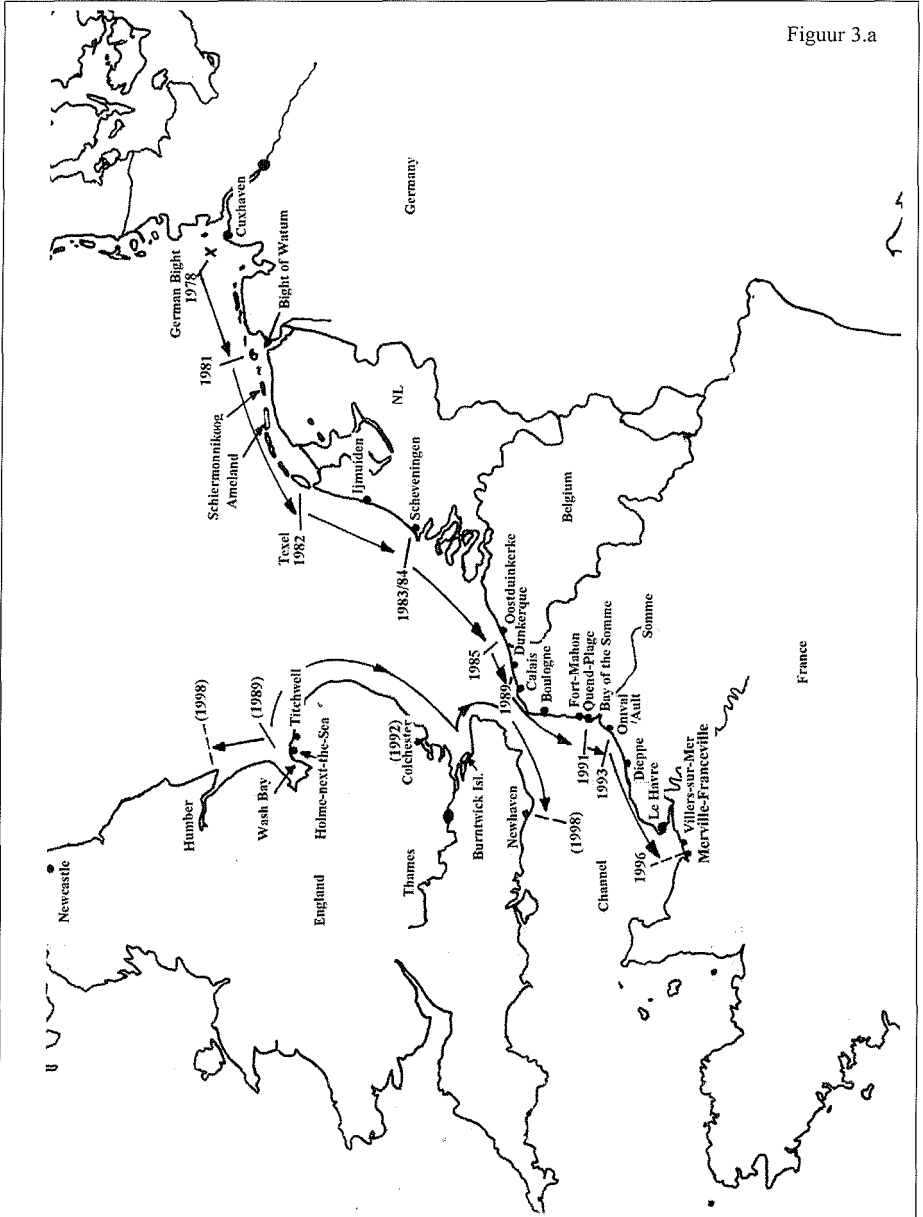 Figuur 3.a
Cuxhaven
German Bight
1978
Bight of Watum
Germany
1981
Schiermonnikoog
Ameland
NL
Ijmuiden
Texel
1982
Scheveningen
1983/84
Belgium
Oostduinkerke
Dunkerque
1985
Calais
Boulogne
1989
Fort-Mahon
Quend-Plage
Bay of the Somme
Somme
Onival
Ault
1991
1993
Dieppe
Le Havre
Villers-sur-Mer
Merville-Franceville
1996
France
Channel
(1998)
(1989)
Titchwell
Humber
Wash Bay
Holme-next-the-Sea
(1992)
Colchester
Burntwick Isl.
Newhaven
(1998)
Newcastle
England
Thames